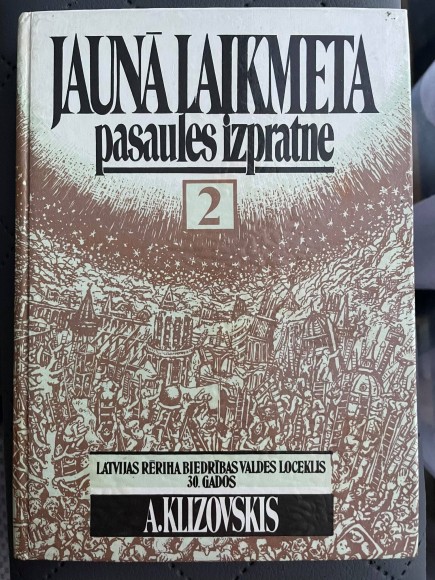 JAUNĀ LAIKMETA
pasaules izpratne
2
LATVIJAS RĒRIHA BIEDRĪBAS VALDES LOCEKLIS
30. GADOS
A.KLIZOVSKIS